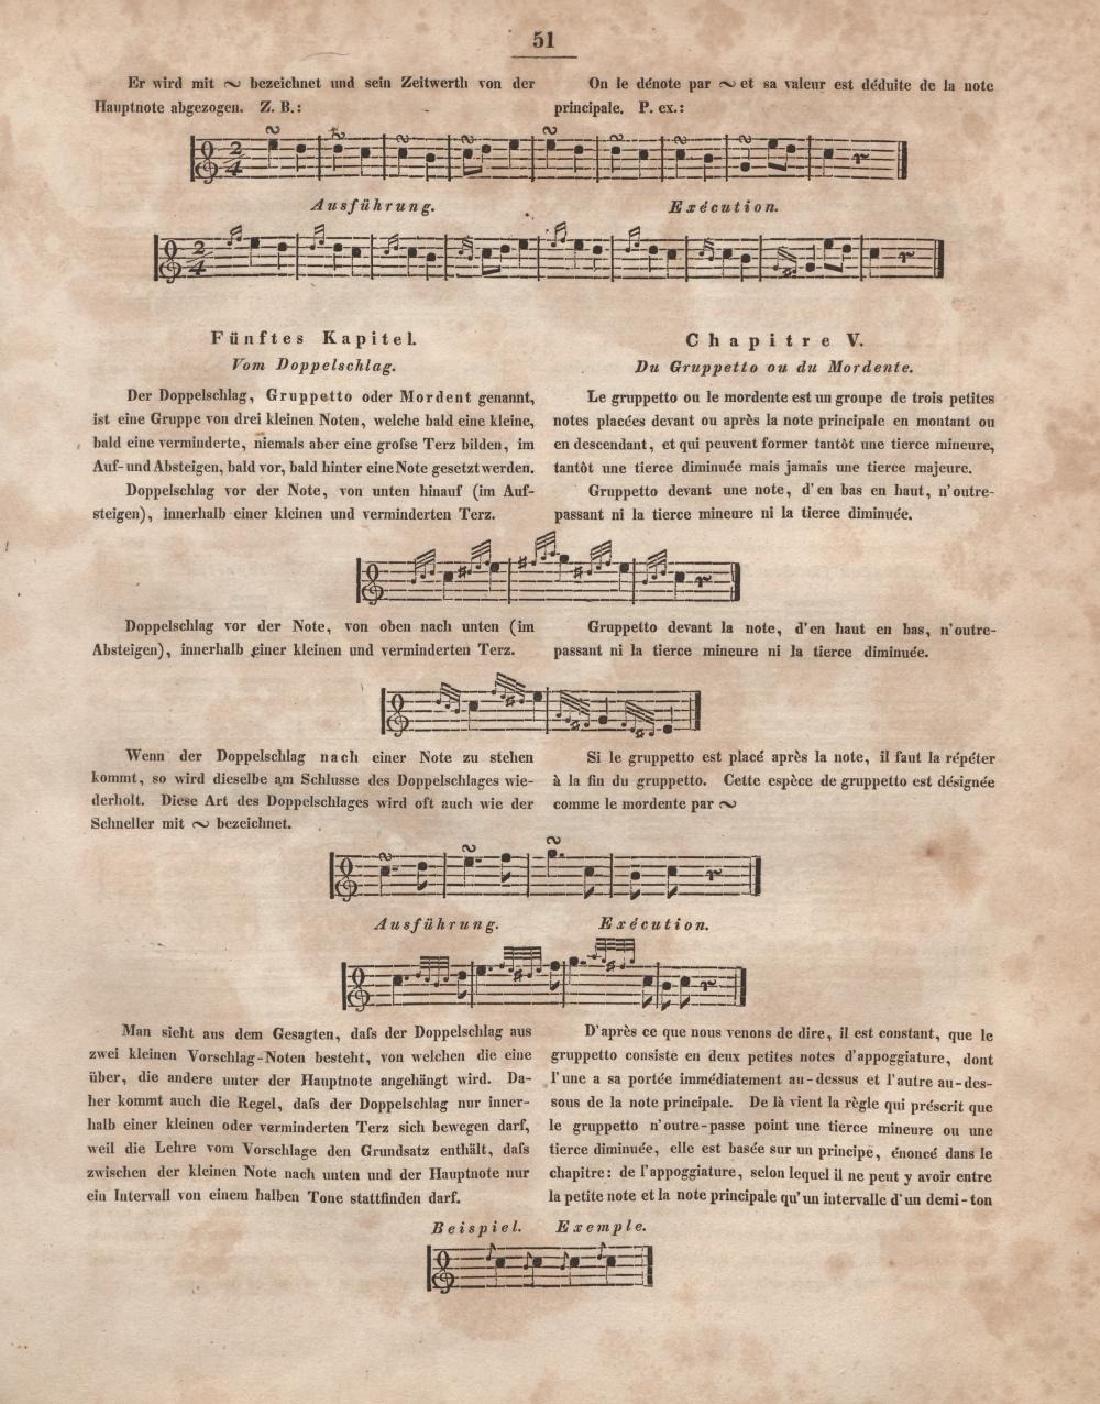 51
Er wird mit ~ bezeichnet und sein Zeitwerth von der
Hauptnote abgezogen. Z. B.:
On le dénote par ~ et sa valeur est déduite de la note
principale. P. ex.:
Ausführung. Exécution.
Fünftes Kapitel.
Vom Doppelschlag.
Der Doppelschlag, Gruppetto oder Mordent genannt,
ist eine Gruppe von drei kleinen Noten, welche bald eine kleine,
bald eine verminderte, niemals aber eine grofse Terz bilden, im
Auf- und Absteigen, bald vor, bald hinter eine Note gesetzt werden.
Doppelschlag vor der Note, von unten hinauf (im Auf-
steigen), innerhalb einer kleinen und verminderten Terz.
Chapitre V.
Du Gruppetto ou du Mordente.
Le gruppetto ou le mordente est un groupe de trois petites
notes placées devant ou après la note principale en montant ou
en descendant, et qui peuvent former tantôt une tierce mineure,
tantôt une tierce diminuée mais jamais une tierce majeure.
Gruppetto devant une note, d'en bas en haut, n'outre-
passant ni la tierce mineure ni la tierce diminuée.
Doppelschlag vor der Note, von oben nach unten (im
Absteigen), innerhalb einer kleinen und verminderten Terz.
Gruppetto devant la note, d'en haut en bas, n'outre-
passant ni la tierce mineure ni la tierce diminuée.
Wenn der Doppelschlag nach einer Note zu stehen
kommt, so wird dieselbe am Schlusse des Doppelschlages wie-
derholt. Diese Art des Doppelschlages wird oft auch wie der
Schneller mit ~ bezeichnet.
Si le gruppetto est placé après la note, il faut la répéter
à la fin du gruppetto. Cette espèce de gruppetto est désignée
comme le mordente par ~
Ausführung. Exécution.
Man sieht aus dem Gesagten, dafs der Doppelschlag aus
zwei kleinen Vorschlag-Noten besteht, von welchen die eine
über, die andere unter der Hauptnote angehängt wird. Da-
her kommt auch die Regel, dafs der Doppelschlag nur inner-
halb einer kleinen oder verminderten Terz sich bewegen darf,
weil die Lehre vom Vorschlage den Grundsatz enthält, dafs
zwischen der kleinen Note nach unten und der Hauptnote nur
ein Intervall von einem halben Tone stattfinden darf.
D'après ce que nous venons de dire, il est constant, que le
gruppetto consiste en deux petites notes d'appoggiature, dont
l'une a sa portée immédiatement au-dessus et l'autre au-des-
sous de la note principale. De là vient la règle qui préscrit que
le gruppetto n'outre-passe point une tierce mineure ou une
tierce diminuée, elle est basée sur un principe, énoncé dans le
chapitre: de l'appoggiature, selon lequel il ne peut y avoir entre
la petite note et la note principale qu'un intervalle d'un demi-ton
Beispiel. Exemple.